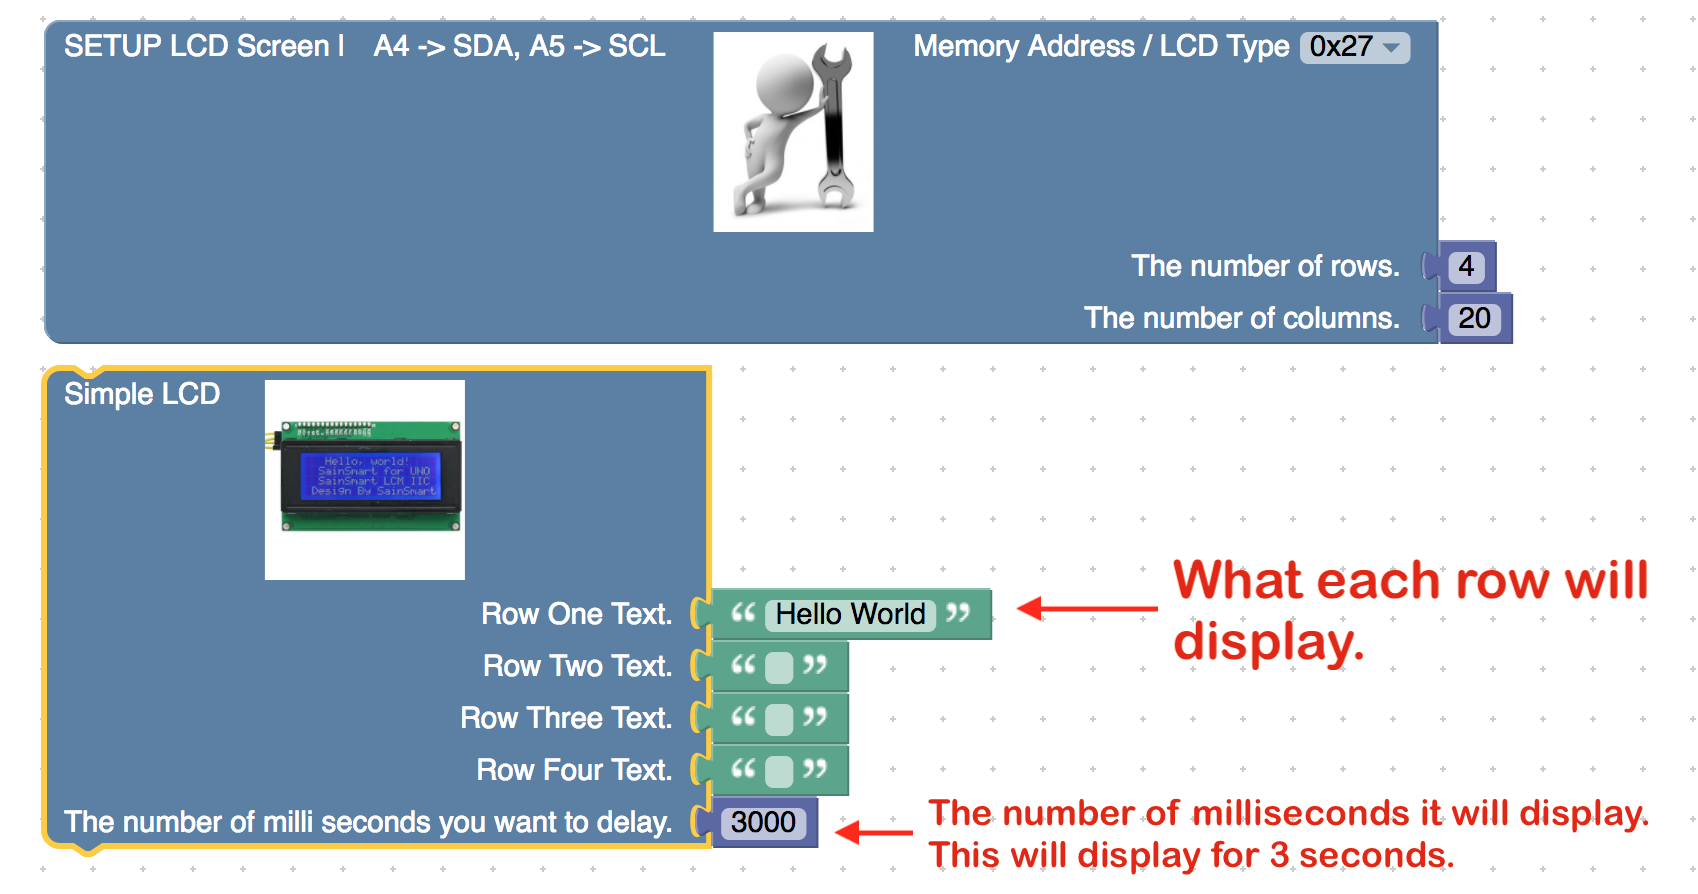 SETUP LCD Screen I A4 -> SDA, A5 -> SCL Memory Address / LCD Type 0x27
The number of rows. 4
The number of columns. 20
Simple LCD
Hello, world!
SainSmart for UNO
SainSmart LCM IIC
Design By SainSmart
Row One Text. “ Hello World ”
What each row will
display.
Row Two Text. “ ”
Row Three Text. “ ”
Row Four Text. “ ”
The number of milli seconds you want to delay. 3000
The number of milliseconds it will display.
This will display for 3 seconds.